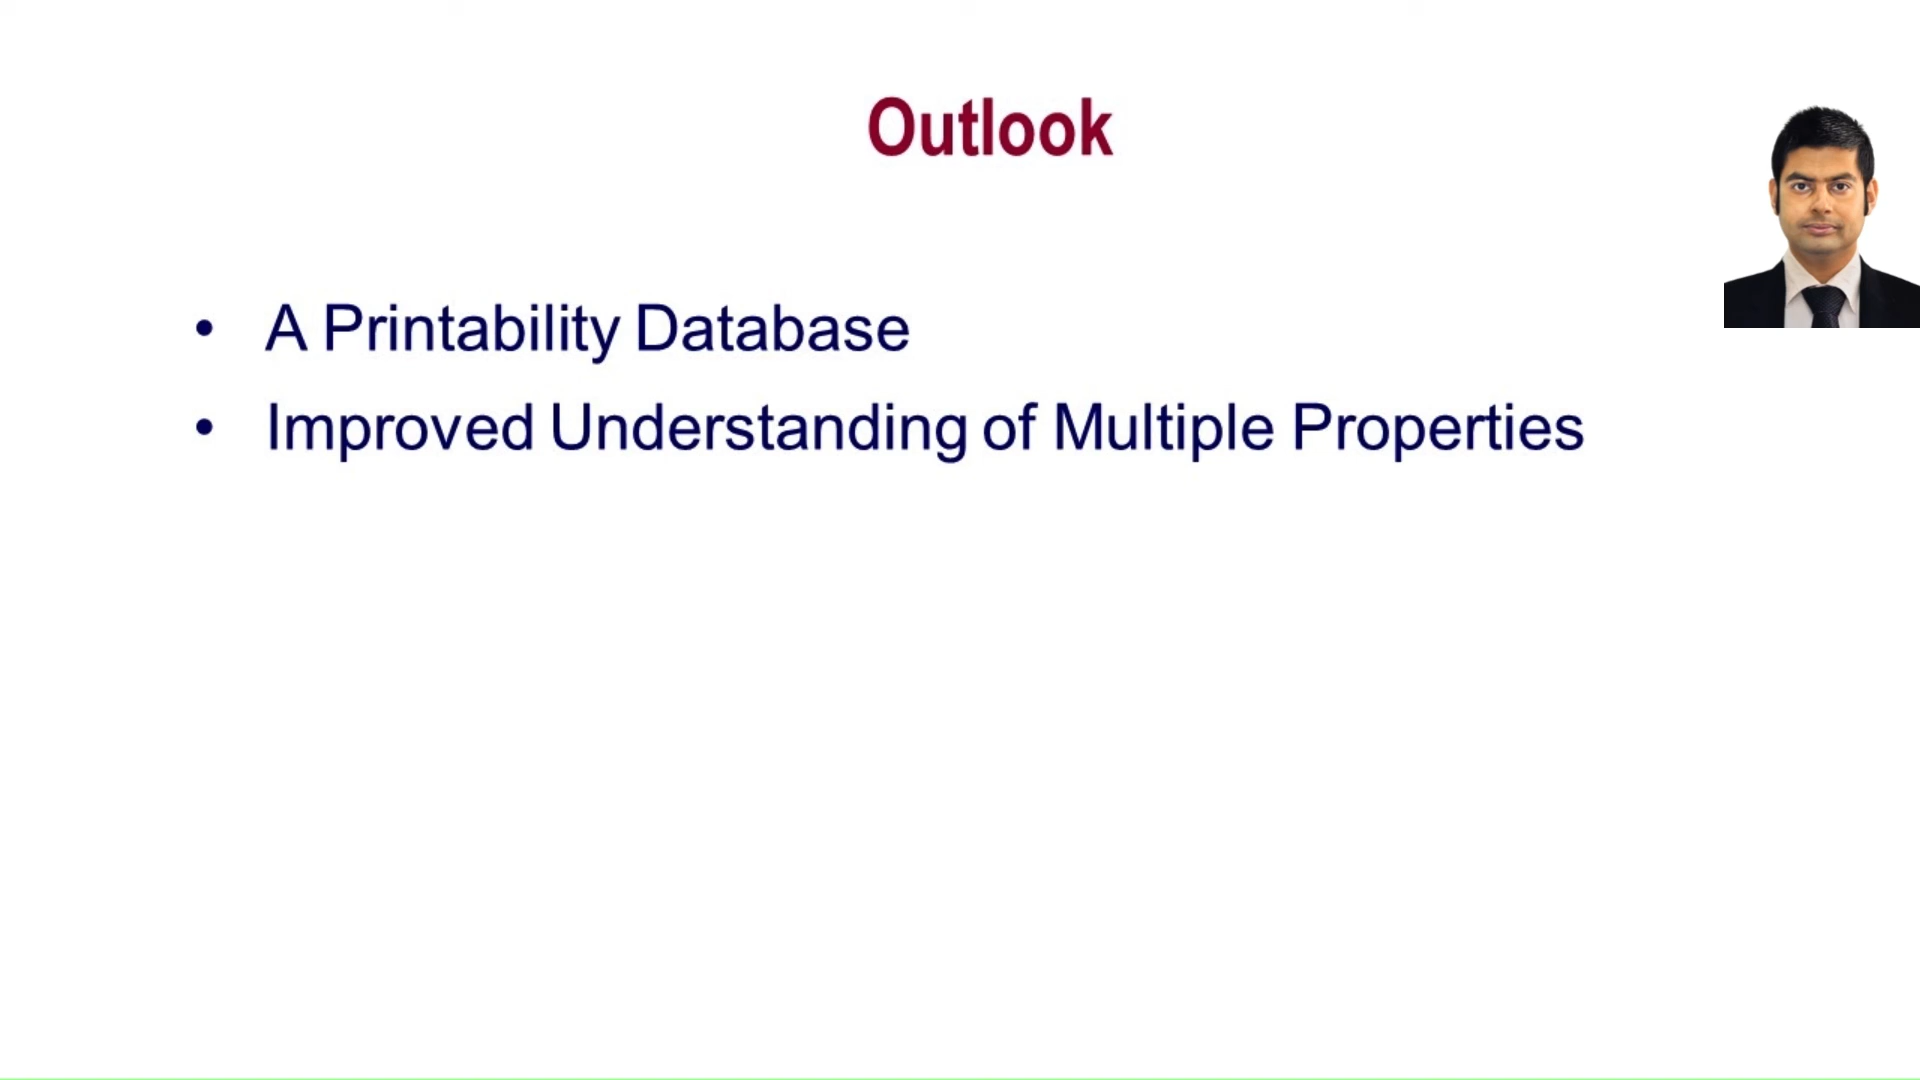 Outlook
• A Printability Database
• Improved Understanding of Multiple Properties